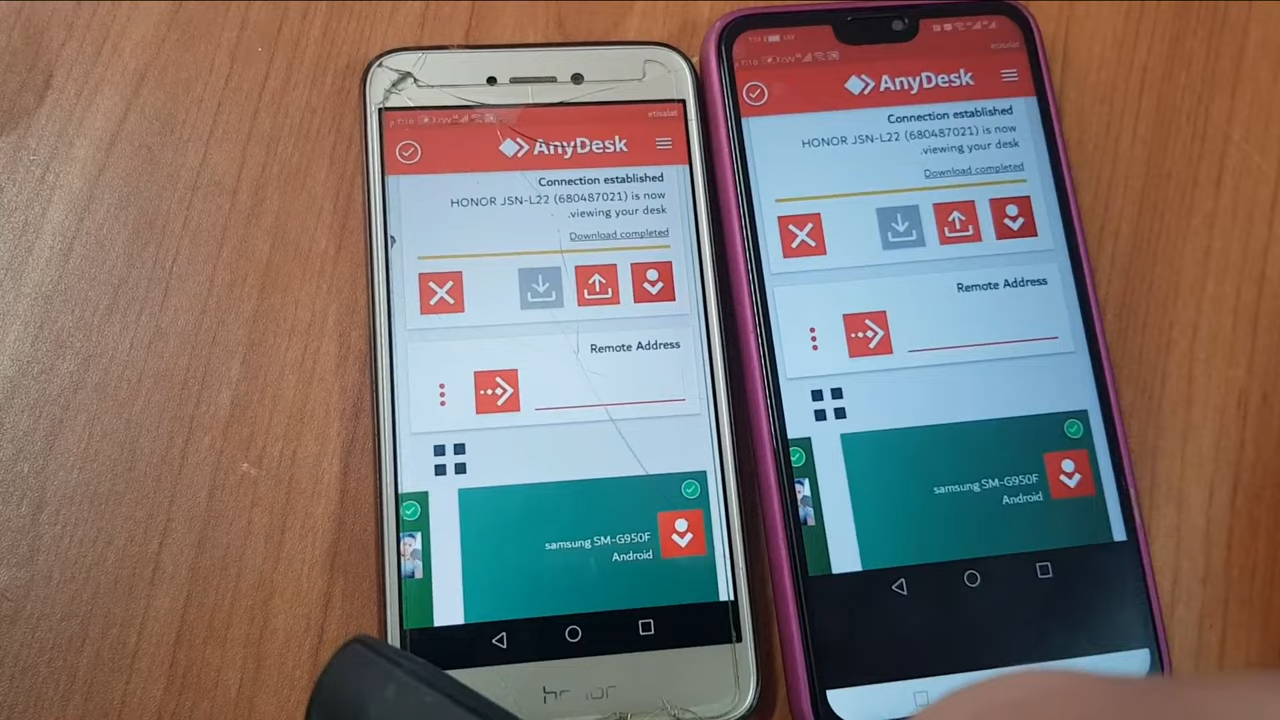 etisalat
AnyDesk
Connection established
HONOR JSN-L22 (680487021) is now
.viewing your desk
Download completed
Remote Address
samsung SM-G950F
Android
honor
etisalat
AnyDesk
Connection established
HONOR JSN-L22 (680487021) is now
.viewing your desk
Download completed
Remote Address
samsung SM-G950F
Android